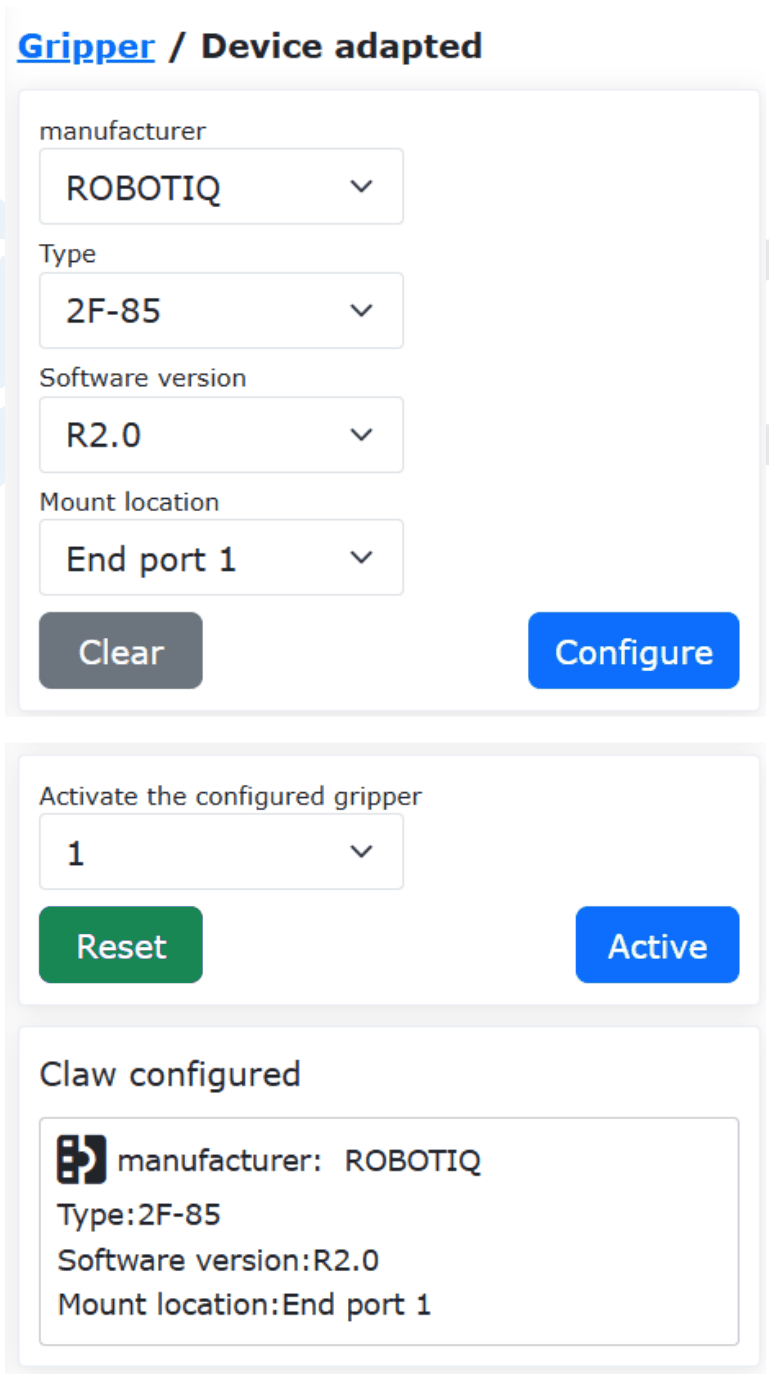 Gripper / Device adapted
manufacturer
ROBOTIQ
Type
2F-85
Software version
R2.0
Mount location
End port 1
Clear
Configure
Activate the configured gripper
1
Reset
Active
Claw configured
manufacturer: ROBOTIQ
Type:2F-85
Software version:R2.0
Mount location:End port 1